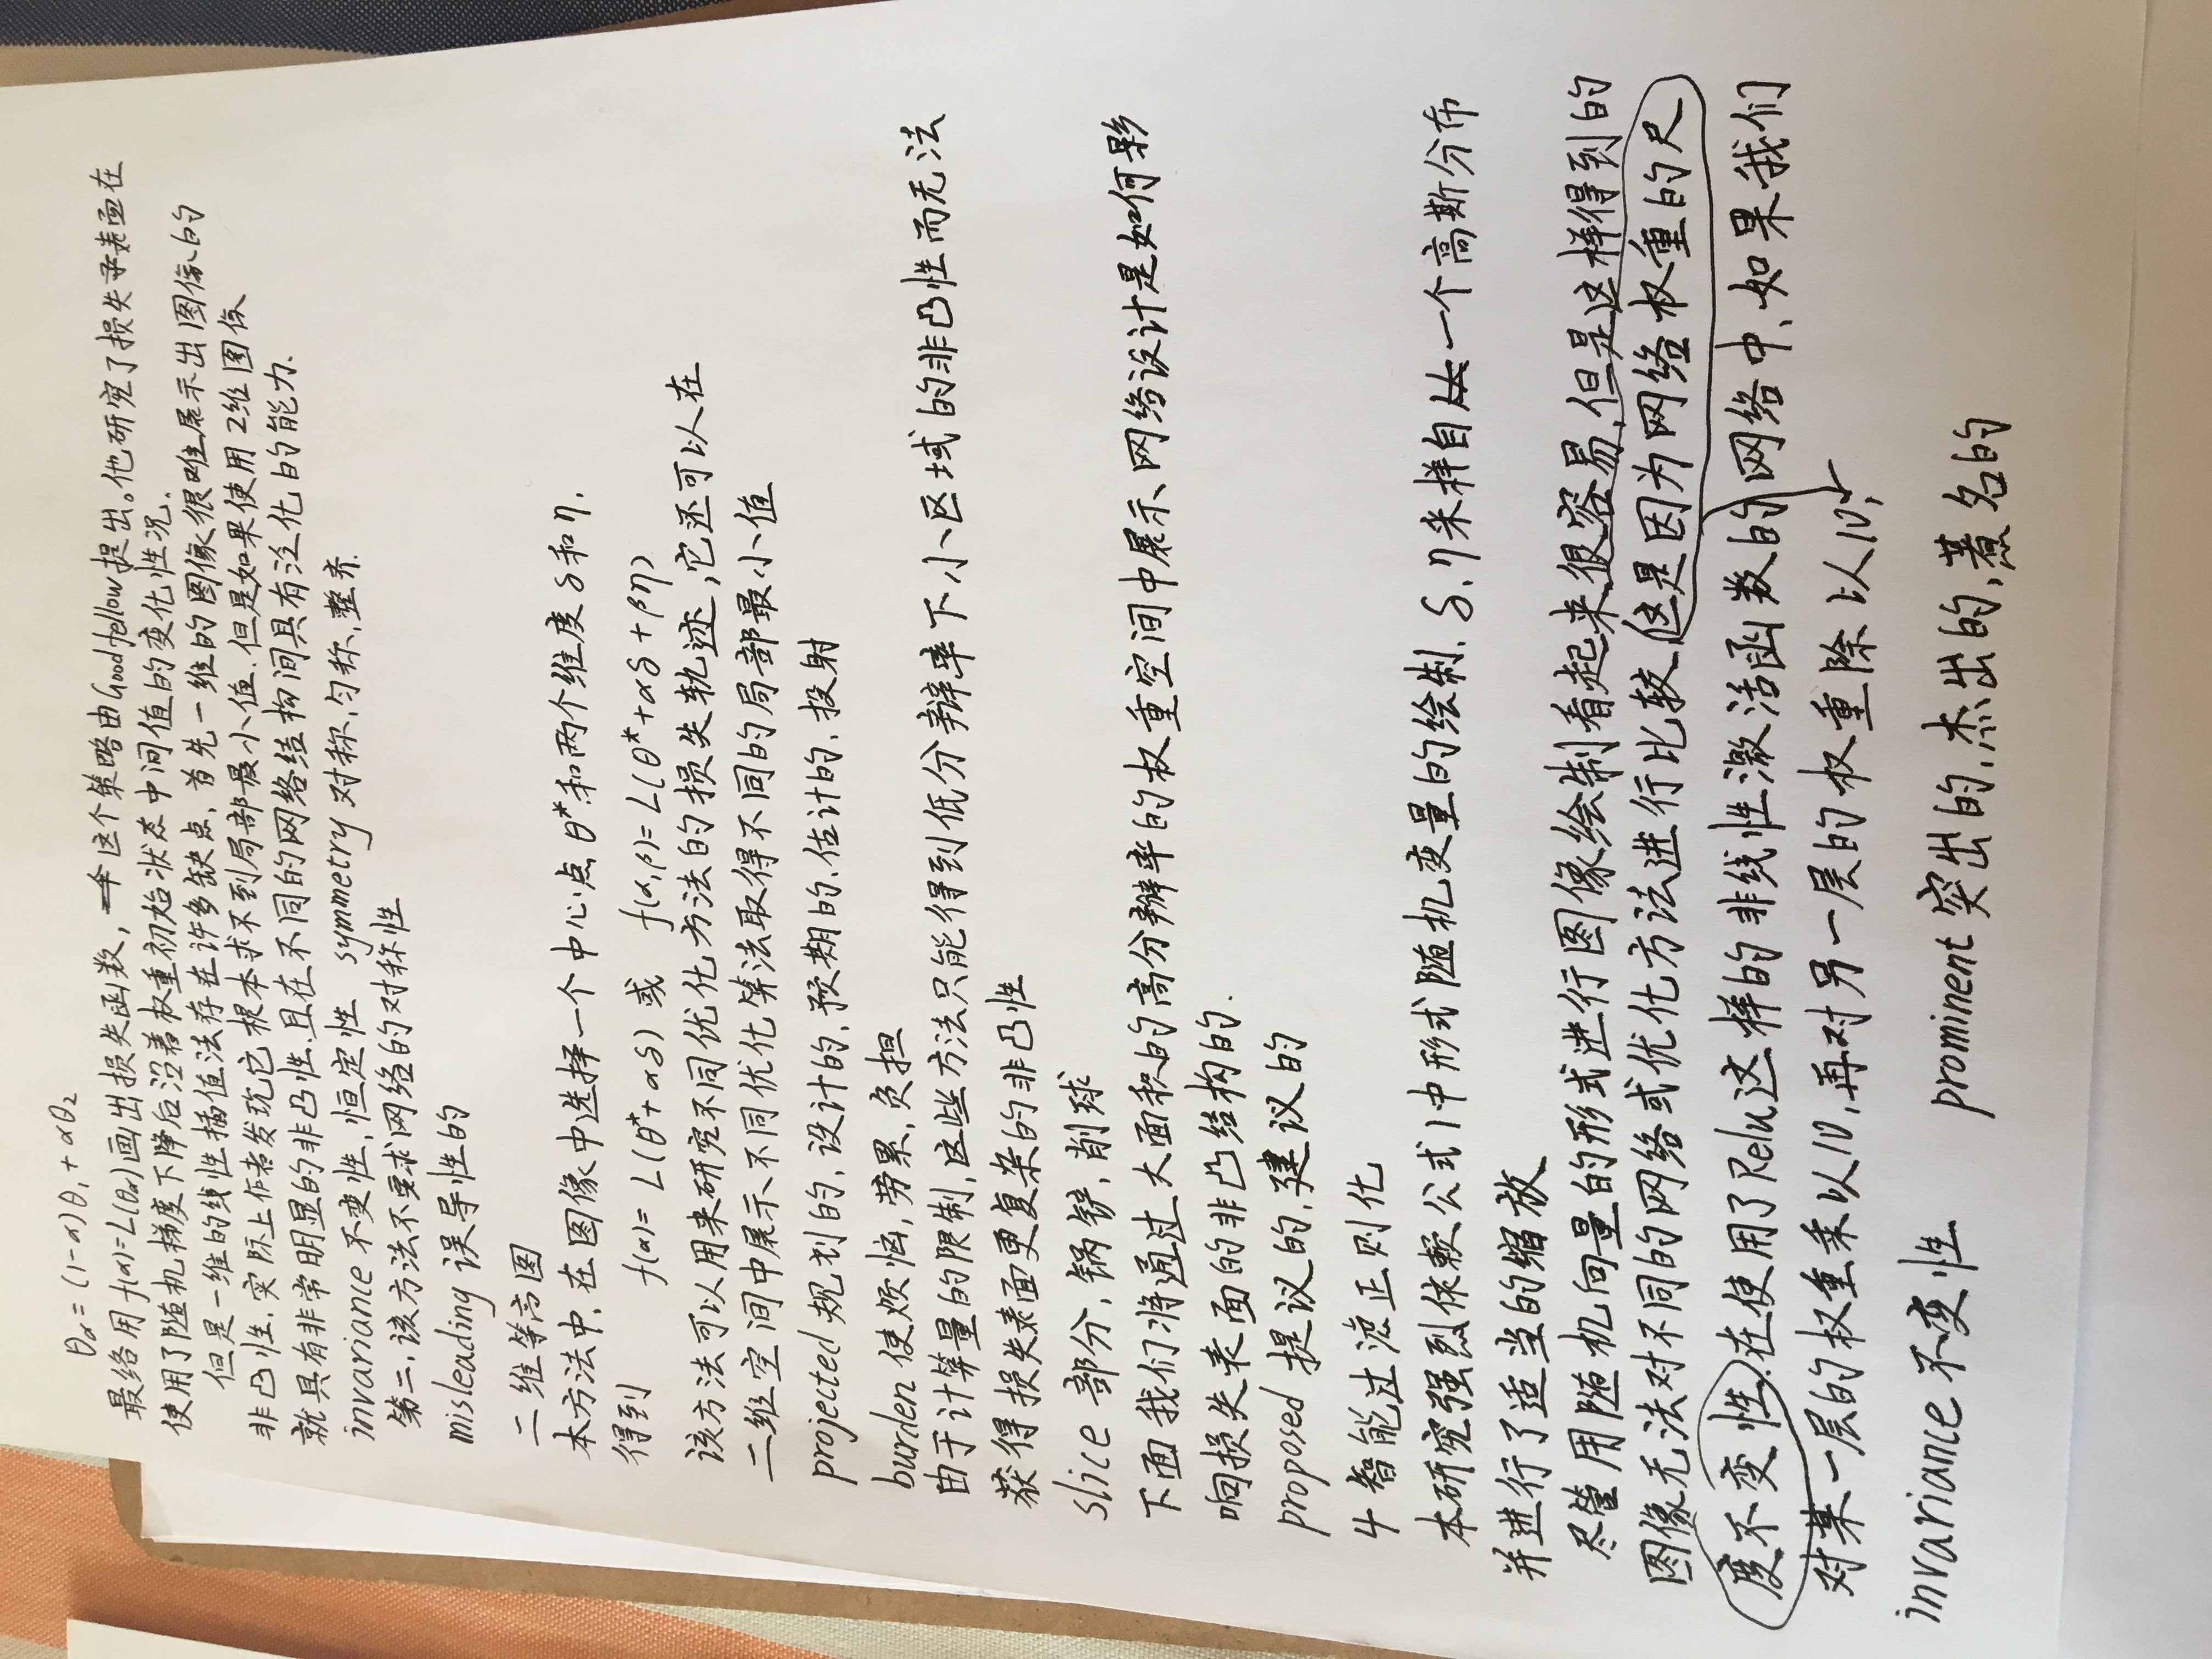 θα=(1-α)θ₁+αθ₂
最终用f(α)=L(θα)画出损失函数，这个策略由Goodfellow提出。他研究了损失表面在
使用了随机梯度下降后沿着权重初始状态中间值的变化性况.
但是一维的线性插值法存在许多缺点.首先一维的图像很难展示出图像的
非凸性.实际上作者发现它根本求不到局部最小值.但是如果使用2维图像
就具有非常明显的非凸性.且在不同的网络结构间具有泛化的能力.
invariance 不变性,恒定性 symmetry 对称,匀称,整齐.
第二.该方法不要求网络的对称性
misleading 误导性的
二维等高图
本方法中.在图像中选择一个中心点θ*.和两个维度δ和η.
得到 f(α)= L(θ*+αδ) 或 f(α,β)=L(θ*+αδ+βη)
该方法可以用来研究不同优化方法的损失轨迹,它还可以在
二维空间中展示不同优化算法取得不同的局部最小值
projected 规划的,设计的,预期的.估计的.投射
burden 使烦恼,劳累,负担
由于计算量的限制,这些方法只能得到低分辩率下小区域的非凸性而无法
获得损失表面更复杂的非凸性
slice 部分,锅铲,削球
下面我们将通过大面积的高分辩率的权重空间中展示网络设计是如何影
响损失表面的非凸结构的.
proposed 提议的,建议的
4 智能过滤正则化
本研究强烈依赖公式1中形式随机变量的绘制.δ.η采样自一个高斯分布
并进行了适当的缩放
尽管用随机向量的形式进行图像绘制看起来很容易,但是这样得到的
图像无法对不同的网络或优化方法进行比较.这是因为网络权重的尺
度不变性.在使用了Relu这样的非线性激活函数的网络中.如果我们
对某一层的权重乘以10,再对另一层的权重除以10,
invariance 不变性 prominent 突出的,杰出的,著名的